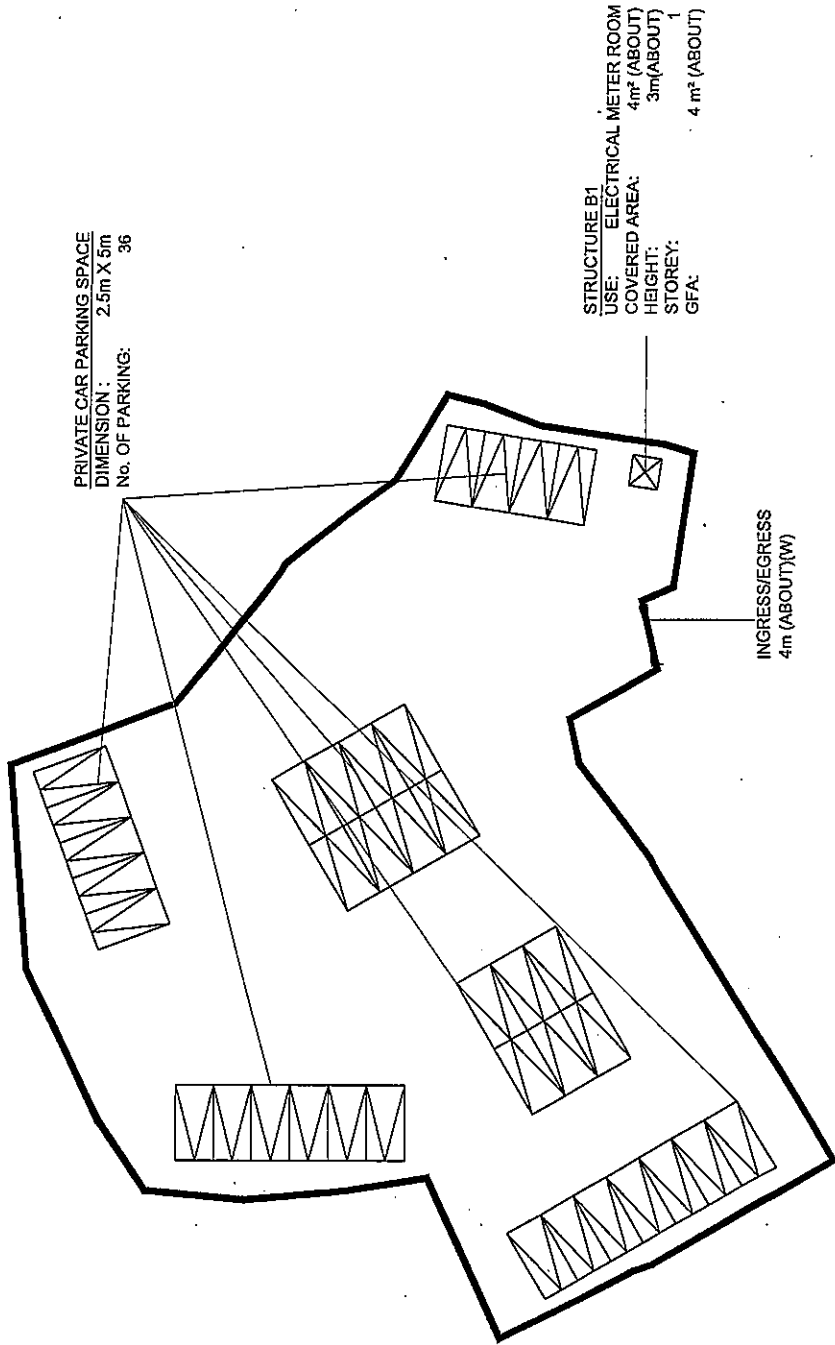 PRIVATE CAR PARKING SPACE
DIMENSION : 2.5m X 5m
No. OF PARKING: 36
STRUCTURE B1
USE: ELECTRICAL METER ROOM
COVERED AREA: 4m² (ABOUT)
HEIGHT: 3m(ABOUT)
STOREY: 1
GFA: 4 m² (ABOUT)
INGRESS/EGRESS
4m (ABOUT)(W)